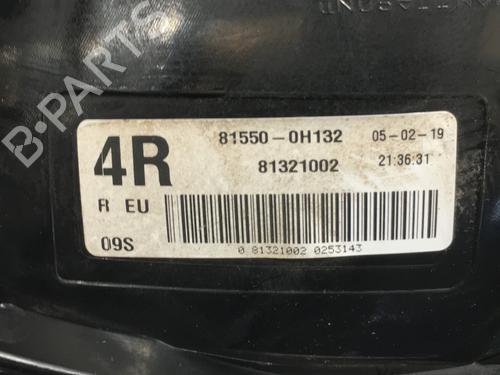 4R
81550-0H132
05-02-19
81321002
21:36:31
R EU
09S
0 81321002 0253143
B-PARTS